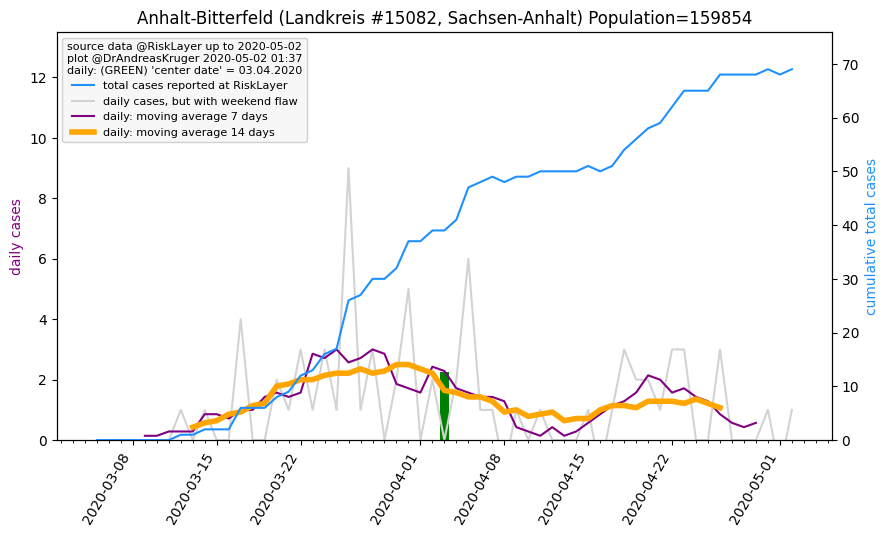 Anhalt-Bitterfeld (Landkreis #15082, Sachsen-Anhalt) Population=159854
source data @RiskLayer up to 2020-05-02
plot @DrAndreasKruger 2020-05-02 01:37
daily: (GREEN) 'center date' = 03.04.2020
total cases reported at RiskLayer
daily cases, but with weekend flaw
daily: moving average 7 days
daily: moving average 14 days
daily cases
0
2
4
6
8
10
12
cumulative total cases
0
10
20
30
40
50
60
70
2020-03-08
2020-03-15
2020-03-22
2020-04-01
2020-04-08
2020-04-15
2020-04-22
2020-05-01